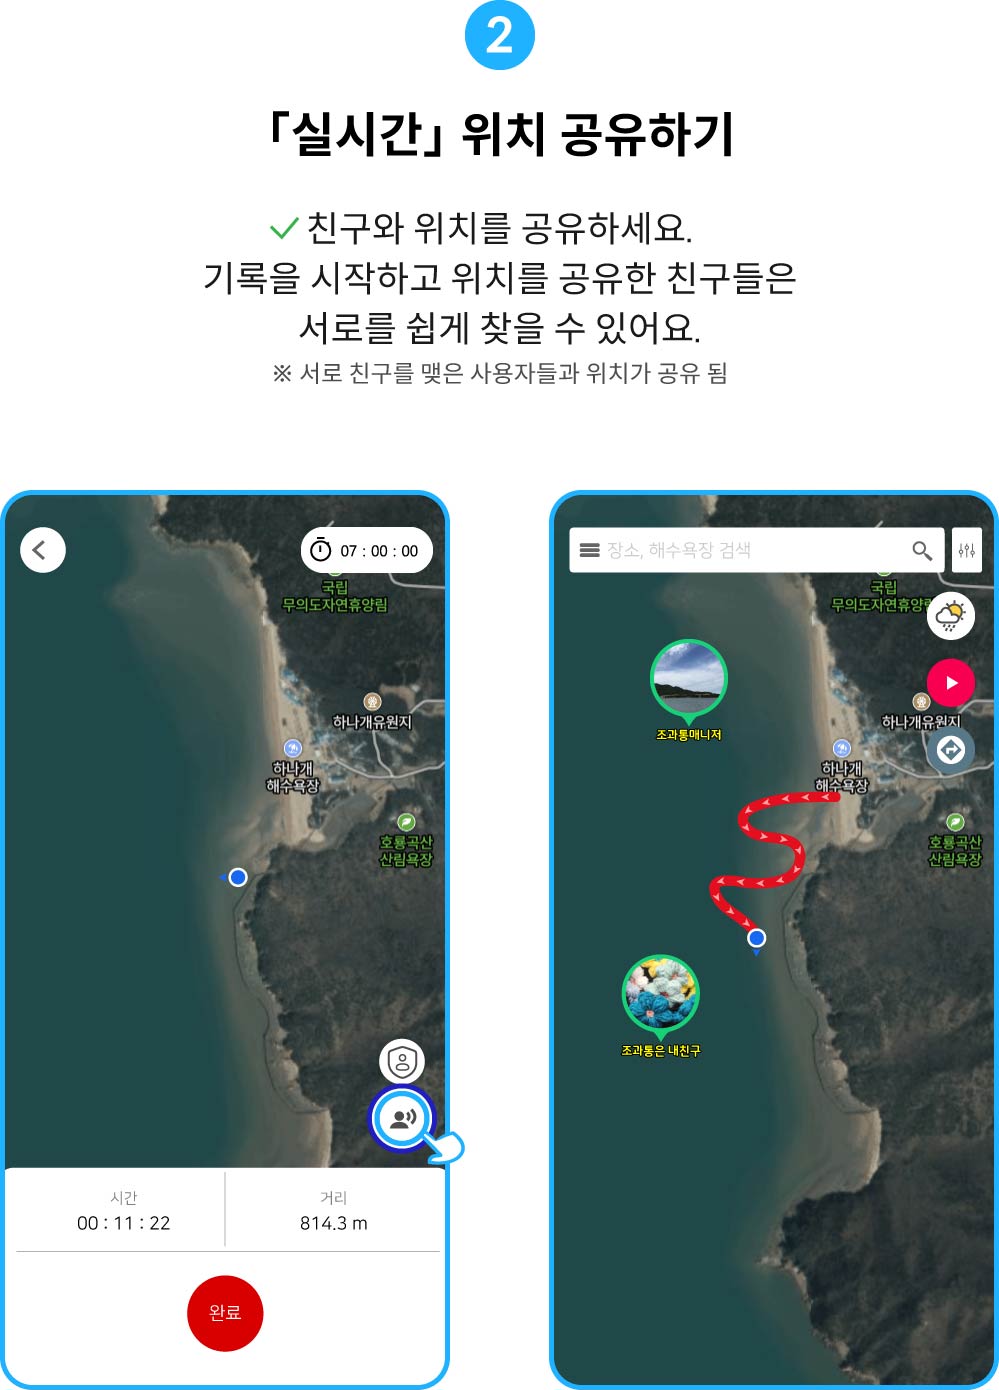 2
「실시간」 위치 공유하기
친구와 위치를 공유하세요.
기록을 시작하고 위치를 공유한 친구들은
서로를 쉽게 찾을 수 있어요.
※ 서로 친구를 맺은 사용자들과 위치가 공유 됨
07 : 00 : 00
국립
무의도자연휴양림
하나개유원지
하나개
해수욕장
호룡곡산
산림욕장
시간
00 : 11 : 22
거리
814.3 m
완료
장소, 해수욕장 검색
국립
무의도자연휴양림
조과통매니저
하나개유원지
하나개
해수욕장
호룡곡산
산림욕장
조과통은 내친구